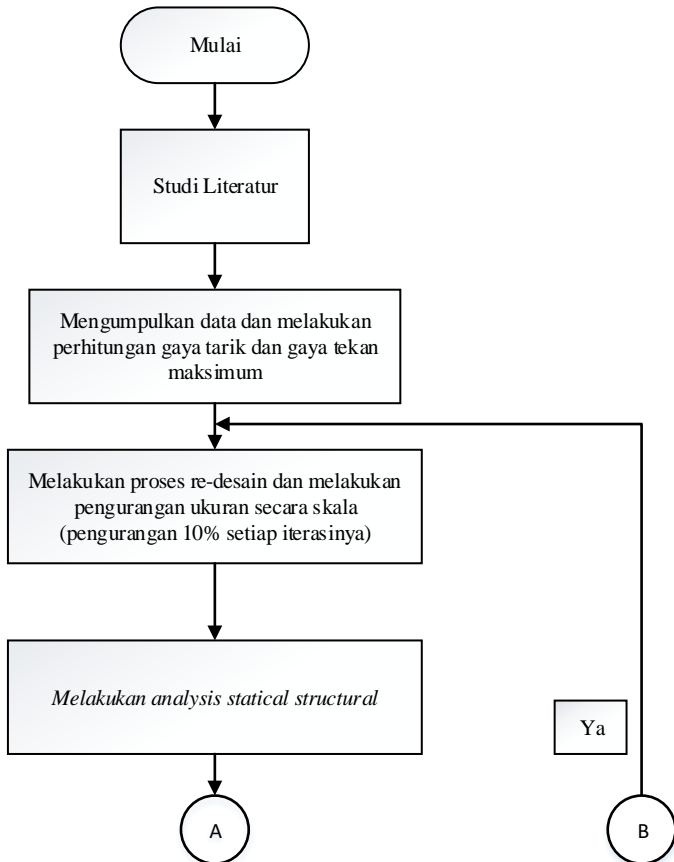 Mulai
Studi Literatur
Mengumpulkan data dan melakukan
perhitungan gaya tarik dan gaya tekan
maksimum
Melakukan proses re-desain dan melakukan
pengurangan ukuran secara skala
(pengurangan 10% setiap iterasinya)
Melakukan analysis statical structural
Ya
A
B